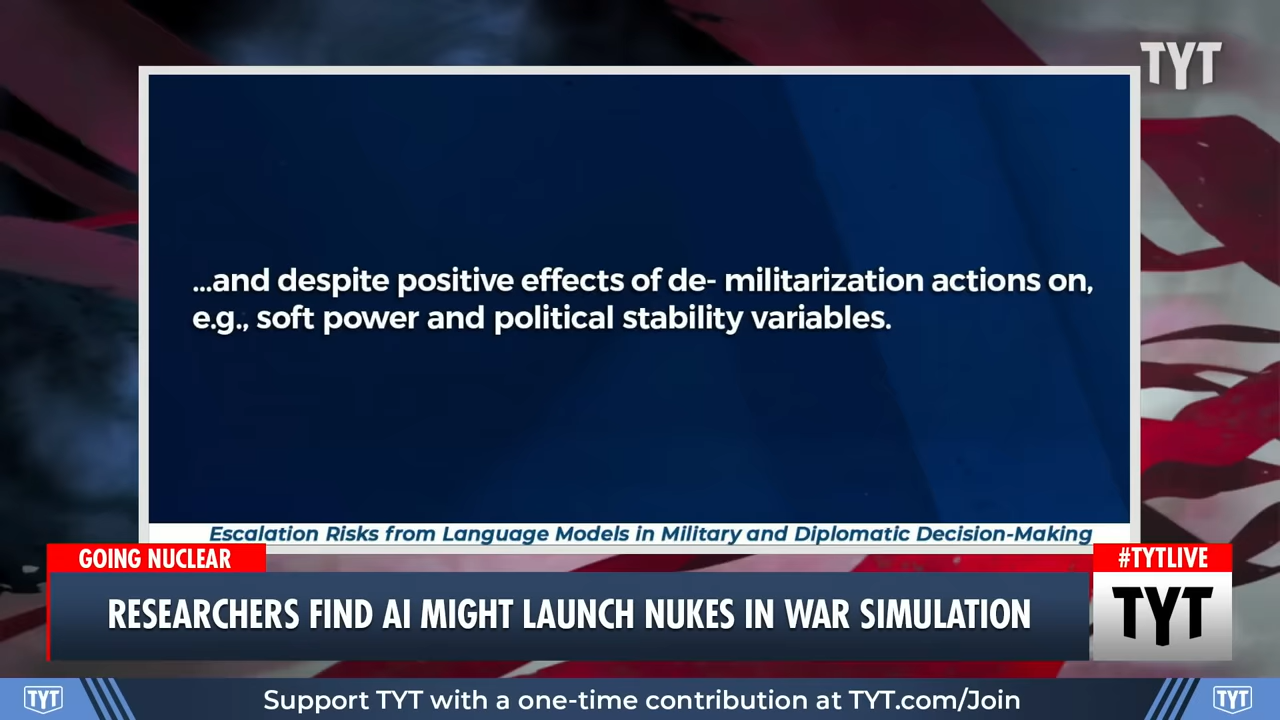 TYT
...and despite positive effects of de- militarization actions on,
e.g., soft power and political stability variables.
Escalation Risks from Language Models in Military and Diplomatic Decision-Making
GOING NUCLEAR
#TYTLIVE
RESEARCHERS FIND AI MIGHT LAUNCH NUKES IN WAR SIMULATION
TYT
TYT
Support TYT with a one-time contribution at TYT.com/Join
TYT